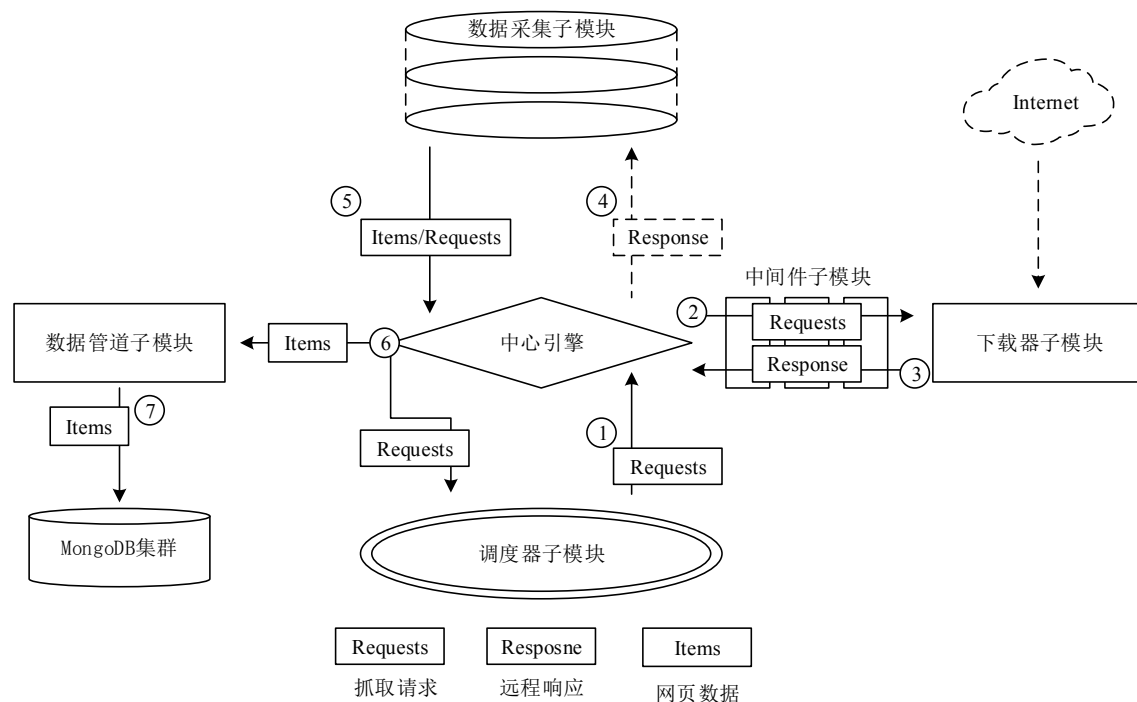 数据采集子模块
Internet
⑤
④
Items/Requests
Response
中间件子模块
②
Requests
数据管道子模块
Items
⑥
中心引擎
下载器子模块
Response
③
⑦
Items
①
Requests
Requests
MongoDB集群
调度器子模块
Requests
Resposne
Items
抓取请求
远程响应
网页数据